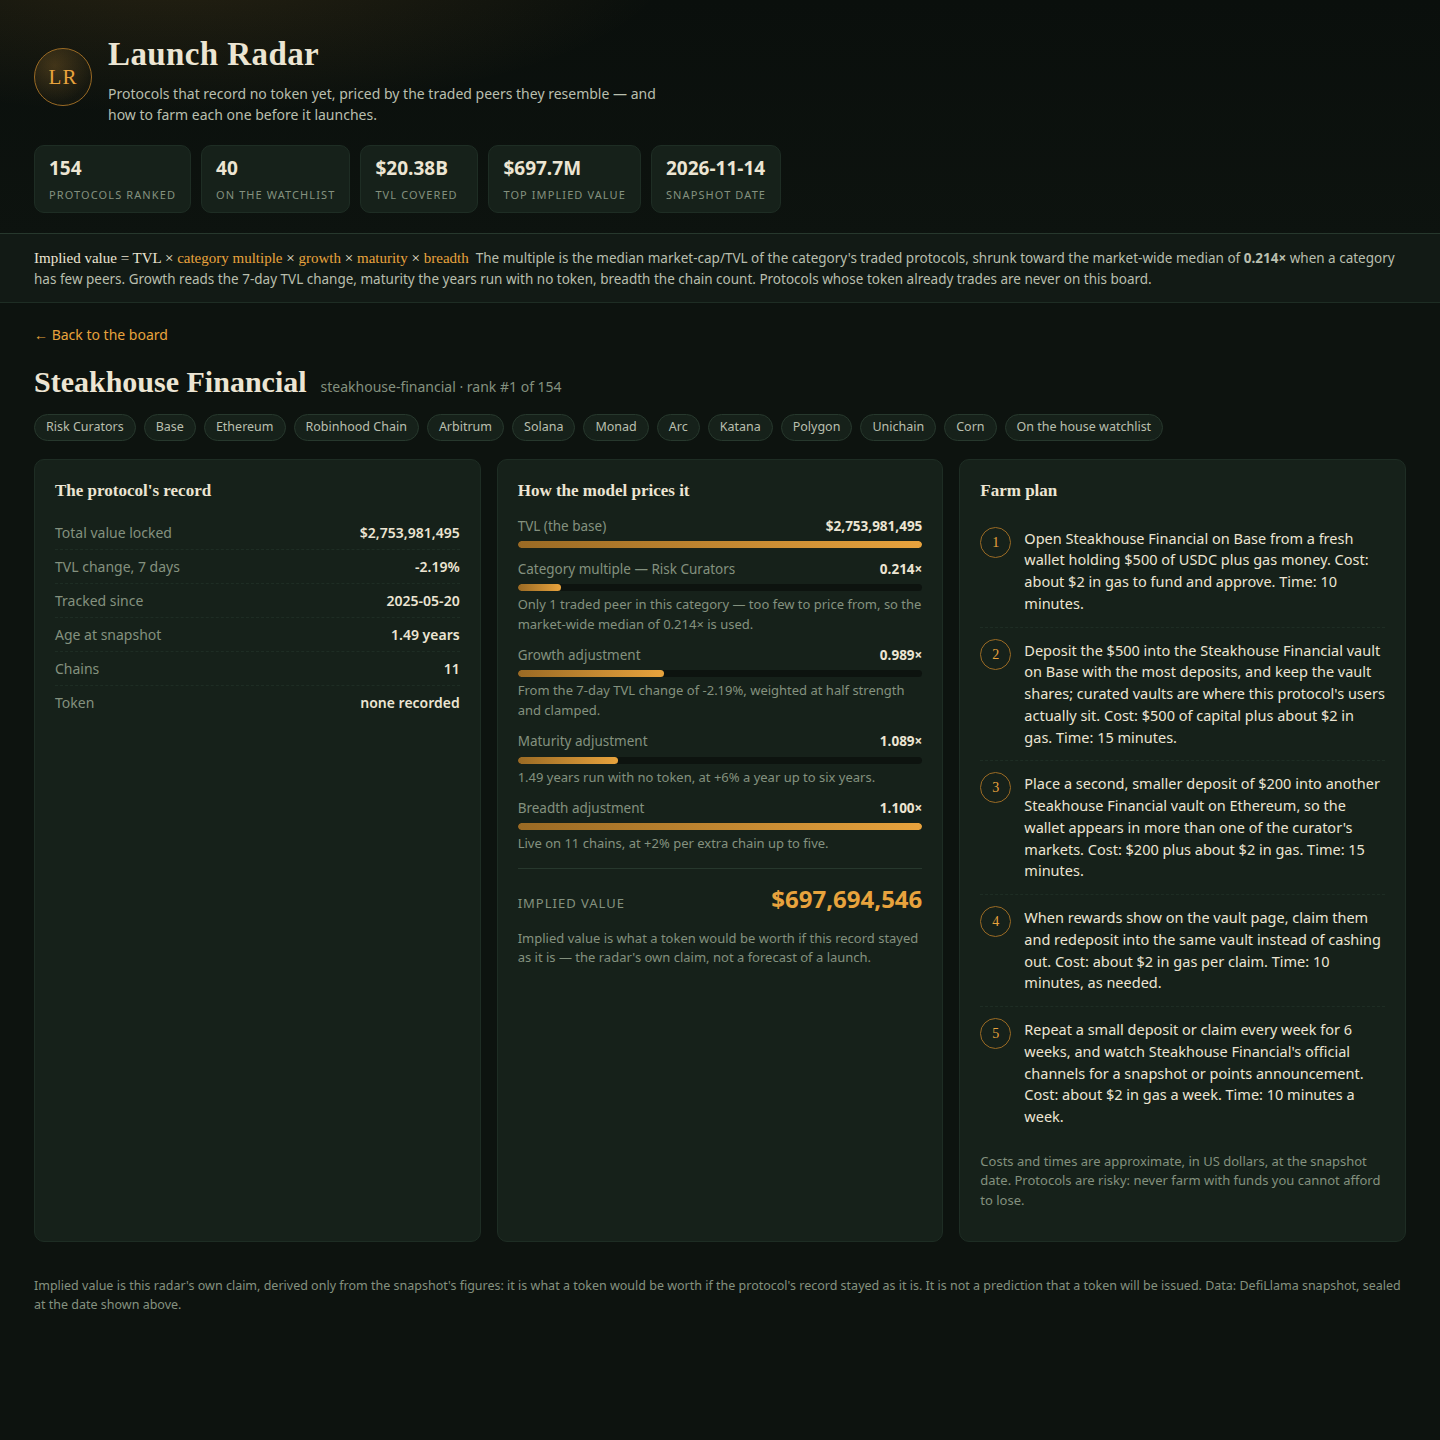 LR
Launch Radar
Protocols that record no token yet, priced by the traded peers they resemble — and
how to farm each one before it launches.
154
PROTOCOLS RANKED
40
ON THE WATCHLIST
$20.38B
TVL COVERED
$697.7M
TOP IMPLIED VALUE
2026-11-14
SNAPSHOT DATE
Implied value = TVL × category multiple × growth × maturity × breadth The multiple is the median market-cap/TVL of the category's traded protocols, shrunk toward the market-wide median of 0.214× when a category
has few peers. Growth reads the 7-day TVL change, maturity the years run with no token, breadth the chain count. Protocols whose token already trades are never on this board.
← Back to the board
Steakhouse Financial steakhouse-financial · rank #1 of 154
Risk Curators Base Ethereum Robinhood Chain Arbitrum Solana Monad Arc Katana Polygon Unichain Corn On the house watchlist
The protocol's record
Total value locked $2,753,981,495
TVL change, 7 days -2.19%
Tracked since 2025-05-20
Age at snapshot 1.49 years
Chains 11
Token none recorded
How the model prices it
TVL (the base) $2,753,981,495
Category multiple — Risk Curators 0.214×
Only 1 traded peer in this category — too few to price from, so the
market-wide median of 0.214× is used.
Growth adjustment 0.989×
From the 7-day TVL change of -2.19%, weighted at half strength
and clamped.
Maturity adjustment 1.089×
1.49 years run with no token, at +6% a year up to six years.
Breadth adjustment 1.100×
Live on 11 chains, at +2% per extra chain up to five.
IMPLIED VALUE $697,694,546
Implied value is what a token would be worth if this record stayed
as it is — the radar's own claim, not a forecast of a launch.
Farm plan
1
Open Steakhouse Financial on Base from a fresh
wallet holding $500 of USDC plus gas money. Cost:
about $2 in gas to fund and approve. Time: 10
minutes.
2
Deposit the $500 into the Steakhouse Financial vault
on Base with the most deposits, and keep the vault
shares; curated vaults are where this protocol's users
actually sit. Cost: $500 of capital plus about $2 in
gas. Time: 15 minutes.
3
Place a second, smaller deposit of $200 into another
Steakhouse Financial vault on Ethereum, so the
wallet appears in more than one of the curator's
markets. Cost: $200 plus about $2 in gas. Time: 15
minutes.
4
When rewards show on the vault page, claim them
and redeposit into the same vault instead of cashing
out. Cost: about $2 in gas per claim. Time: 10
minutes, as needed.
5
Repeat a small deposit or claim every week for 6
weeks, and watch Steakhouse Financial's official
channels for a snapshot or points announcement.
Cost: about $2 in gas a week. Time: 10 minutes a
week.
Costs and times are approximate, in US dollars, at the snapshot
date. Protocols are risky: never farm with funds you cannot afford
to lose.
Implied value is this radar's own claim, derived only from the snapshot's figures: it is what a token would be worth if the protocol's record stayed as it is. It is not a prediction that a token will be issued. Data: DefiLlama snapshot, sealed
at the date shown above.